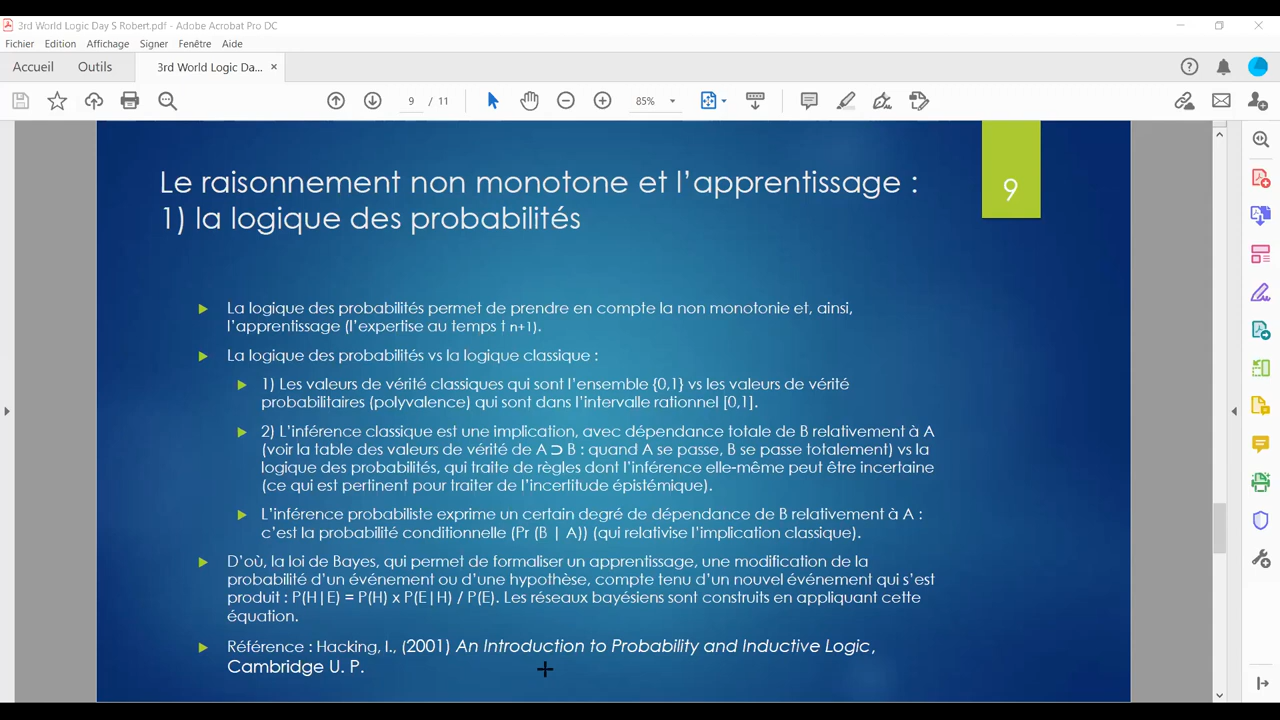 3rd World Logic Day S Robert.pdf - Adobe Acrobat Pro DC
Fichier Edition Affichage Signer Fenêtre Aide
Accueil Outils 3rd World Logic Da... ×
9 / 11 85%
Le raisonnement non monotone et l’apprentissage :
1) la logique des probabilités
9
La logique des probabilités permet de prendre en compte la non monotonie et, ainsi,
l’apprentissage (l’expertise au temps t n+1).
La logique des probabilités vs la logique classique :
1) Les valeurs de vérité classiques qui sont l’ensemble {0,1} vs les valeurs de vérité
probabilitaires (polyvalence) qui sont dans l’intervalle rationnel [0,1].
2) L’inférence classique est une implication, avec dépendance totale de B relativement à A
(voir la table des valeurs de vérité de A ⊃ B : quand A se passe, B se passe totalement) vs la
logique des probabilités, qui traite de règles dont l’inférence elle-même peut être incertaine
(ce qui est pertinent pour traiter de l’incertitude épistémique).
L’inférence probabiliste exprime un certain degré de dépendance de B relativement à A :
c’est la probabilité conditionnelle (Pr (B | A)) (qui relativise l’implication classique).
D’où, la loi de Bayes, qui permet de formaliser un apprentissage, une modification de la
probabilité d’un événement ou d’une hypothèse, compte tenu d’un nouvel événement qui s’est
produit : P(H|E) = P(H) x P(E|H) / P(E). Les réseaux bayésiens sont construits en appliquant cette
équation.
Référence : Hacking, I., (2001) An Introduction to Probability and Inductive Logic,
Cambridge U. P.